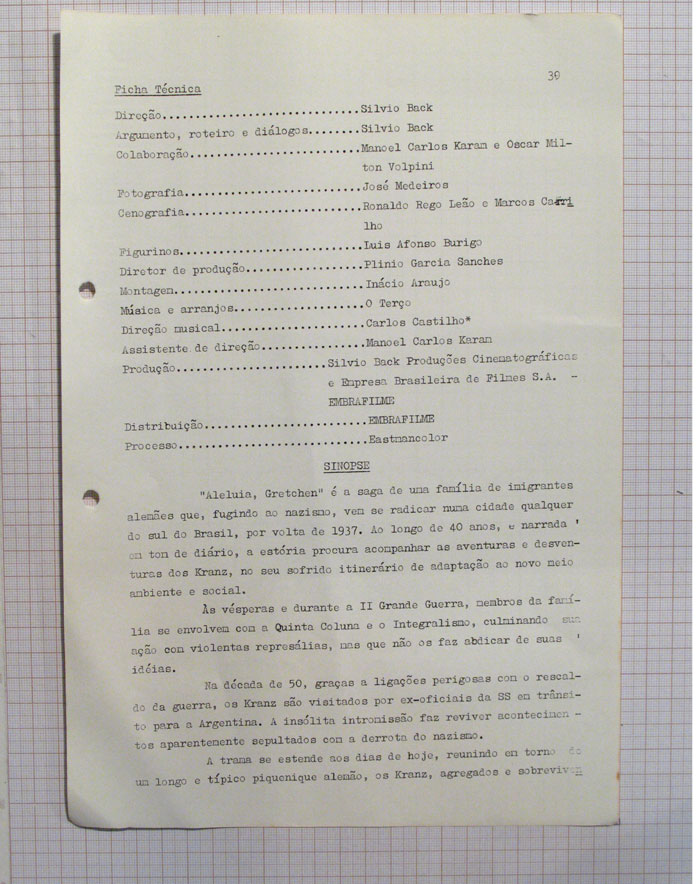 30
Ficha Técnica
Direção.............................Silvio Back
Argumento, roteiro e diálogos........Silvio Back
Colaboração.........................Manoel Carlos Karam e Oscar Mil-
ton Volpini
Fotografia..........................José Medeiros
Cenografia..........................Ronaldo Rego Leão e Marcos Carri
lho
Figurinos...........................Luis Afonso Burigo
Diretor de produção.................Plinio Garcia Sanches
Montagem............................Inácio Araujo
Música e arranjos...................O Terço
Direção musical.....................Carlos Castilho*
Assistente de direção...............Manoel Carlos Karam
Produção......................Silvio Back Produções Cinematográficas
e Empresa Brasileira de Filmes S.A. -
EMBRAFILME
Distribuição........................EMBRAFILME
Processo............................Eastmancolor
SINOPSE
"Aleluia, Gretchen" é a saga de uma família de imigrantes
alemães que, fugindo ao nazismo, vem se radicar numa cidade qualquer
do sul do Brasil, por volta de 1937. Ao longo de 40 anos, e narrada '
em tom de diário, a estória procura acompanhar as aventuras e desven-
turas dos Kranz, no seu sofrido itinerário de adaptação ao novo meio
ambiente e social.
Às vésperas e durante a II Grande Guerra, membros da famí-
lia se envolvem com a Quinta Coluna e o Integralismo, culminando sua
ação com violentas represálias, mas que não os faz abdicar de suas '
idéias.
Na década de 50, graças a ligações perigosas com o rescal-
do da guerra, os Kranz são visitados por ex-oficiais da SS em trânsi-
to para a Argentina. A insólita intromissão faz reviver acontecimen -
tos aparentemente sepultados com a derrota do nazismo.
A trama se estende aos dias de hoje, reunindo em torno de
um longo e típico piquenique alemão, os Kranz, agregados e sobreviven